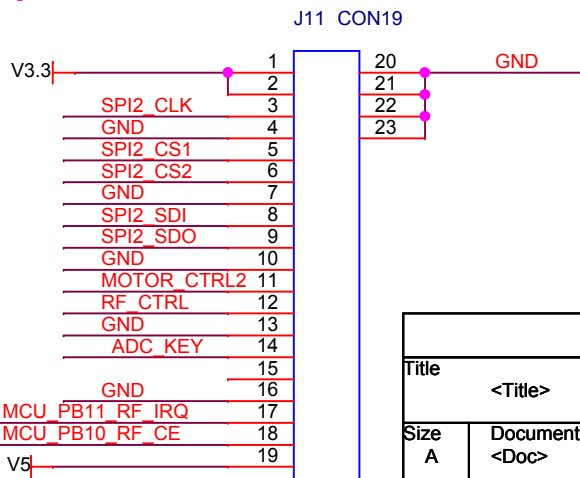 J11 CON19
V3.3 1 20 GND
2 21
SPI2_CLK 3 22
GND 4 23
SPI2_CS1 5
SPI2_CS2 6
GND 7
SPI2_SDI 8
SPI2_SDO 9
GND 10
MOTOR_CTRL2 11
RF_CTRL 12
GND 13
ADC_KEY 14
15
GND 16
MCU_PB11_RF_IRQ 17
MCU_PB10_RF_CE 18
V5 19
Title
<Title>
Size Document
A <Doc>